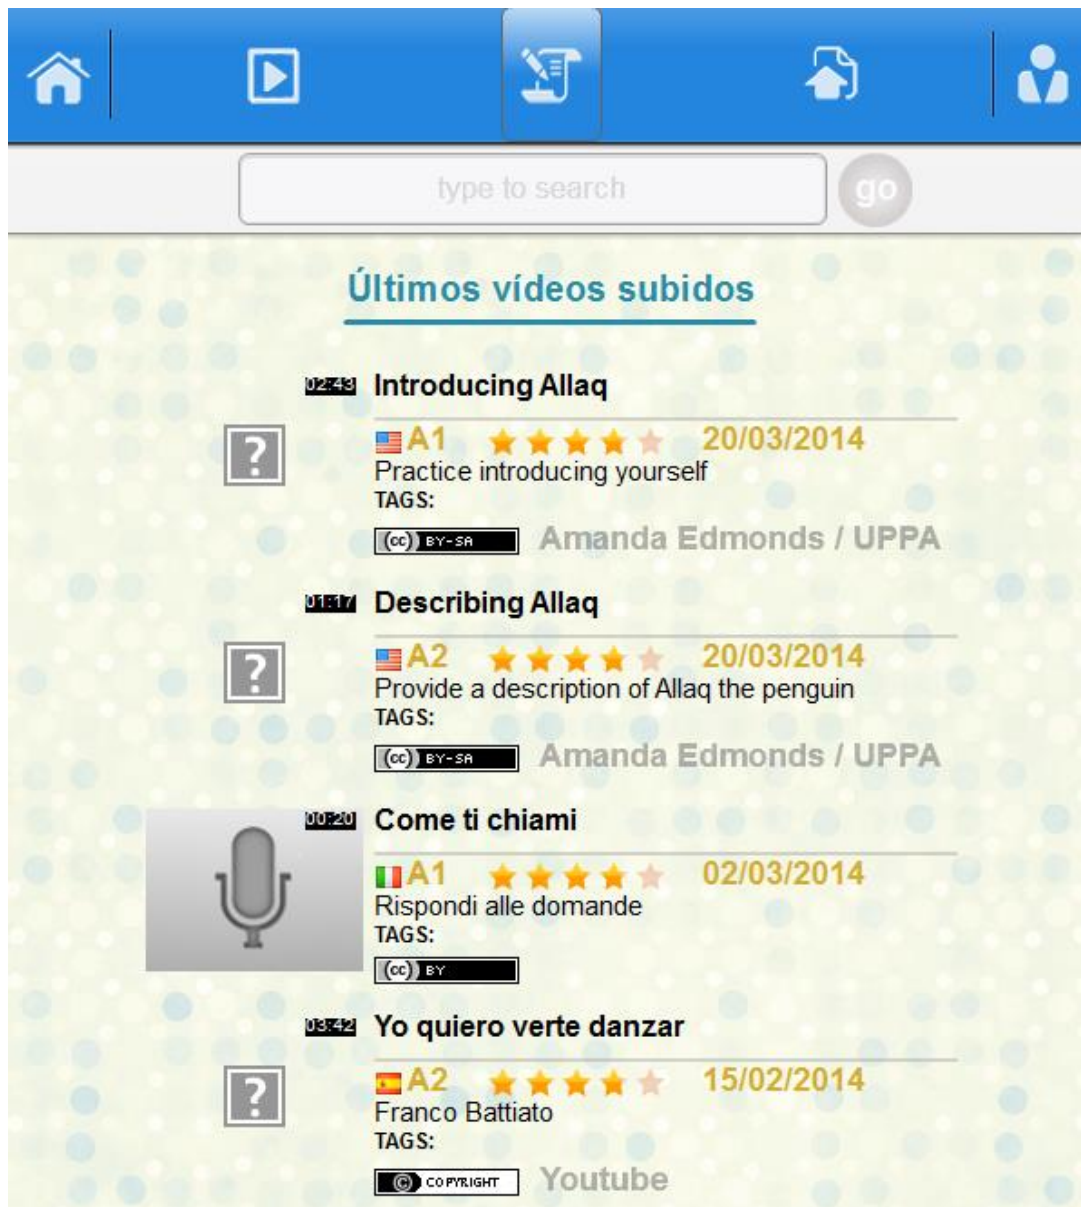 type to search
go
Últimos vídeos subidos
02:43 Introducing Allaq
? A1 20/03/2014
Practice introducing yourself
TAGS:
(cc) BY-SA Amanda Edmonds / UPPA
01:17 Describing Allaq
? A2 20/03/2014
Provide a description of Allaq the penguin
TAGS:
(cc) BY-SA Amanda Edmonds / UPPA
00:20 Come ti chiami
A1 02/03/2014
Rispondi alle domande
TAGS:
(cc) BY
03:42 Yo quiero verte danzar
? A2 15/02/2014
Franco Battiato
TAGS:
© COPYRIGHT Youtube